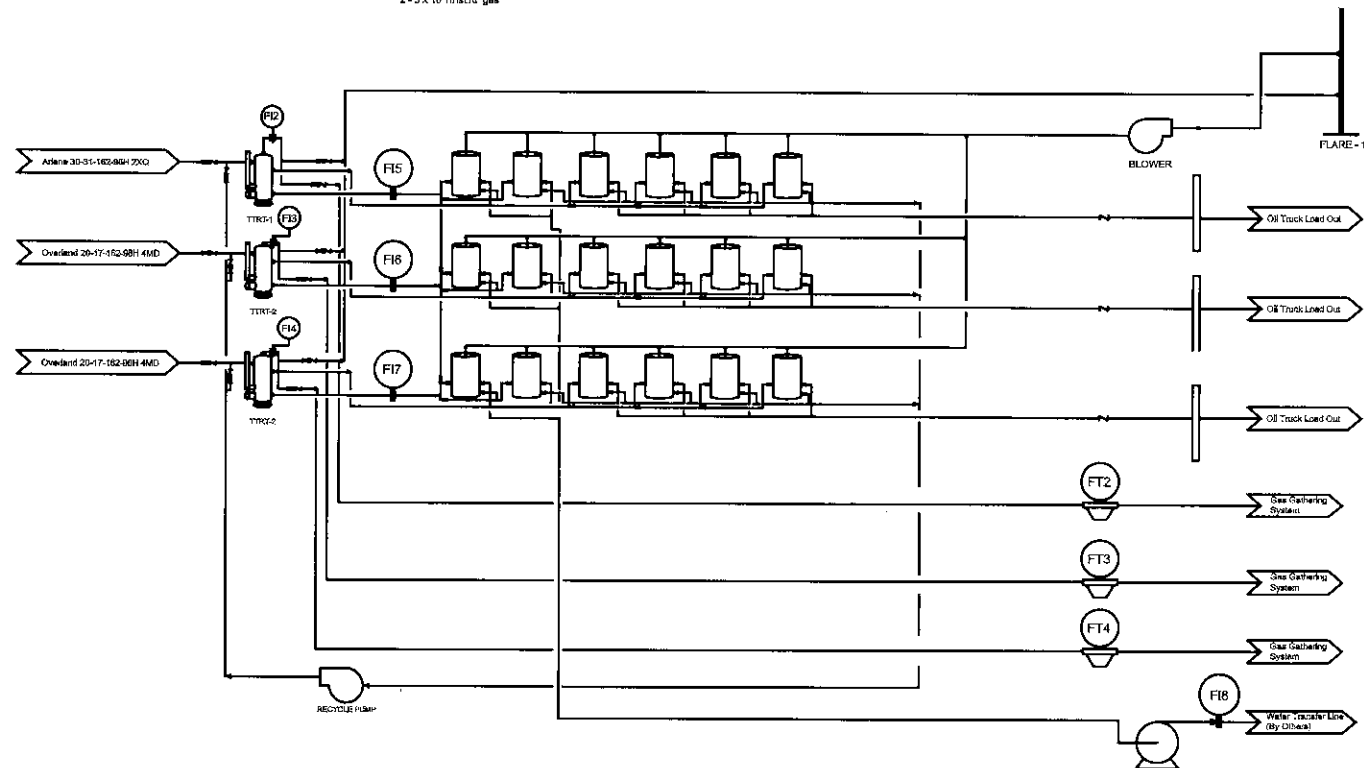 FI2
Ariane 30-31-162-98H 2XQ
TTRT-1
FI5
BLOWER
FLARE - 1
FI3
Oil Truck Load Out
Overland 20-17-162-98H 4MD
TTRT-2
FI6
FI4
Oil Truck Load Out
Overland 20-17-162-98H 4MD
TTRT-2
FI7
Oil Truck Load Out
FT2
Gas Gathering
System
FT3
Gas Gathering
System
FT4
Gas Gathering
System
RECYCLE PUMP
FI8
Water Transfer Line
(By Others)